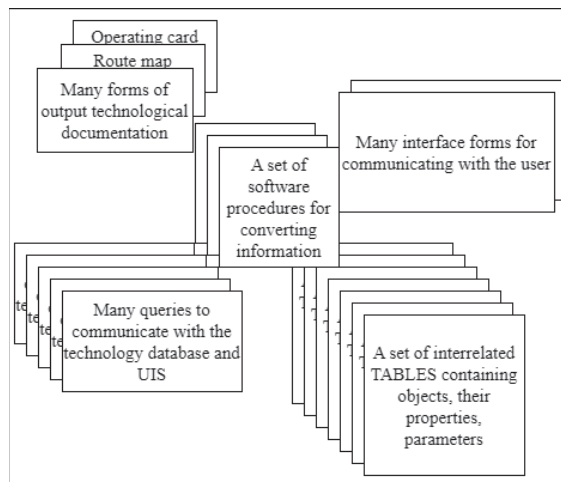 Operating card
Route map
Many forms of
output technological
documentation
Many interface forms for
communicating with the user
A set of
software
procedures for
converting
information
Many queries to
communicate with the
technology database and
UIS
A set of interrelated
TABLES containing
objects, their
properties,
parameters